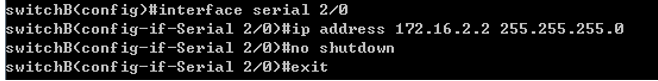 switchB(config)#interface serial 2/0
switchB(config-if-Serial 2/0)#ip address 172.16.2.2 255.255.255.0
switchB(config-if-Serial 2/0)#no shutdown
switchB(config-if-Serial 2/0)#exit